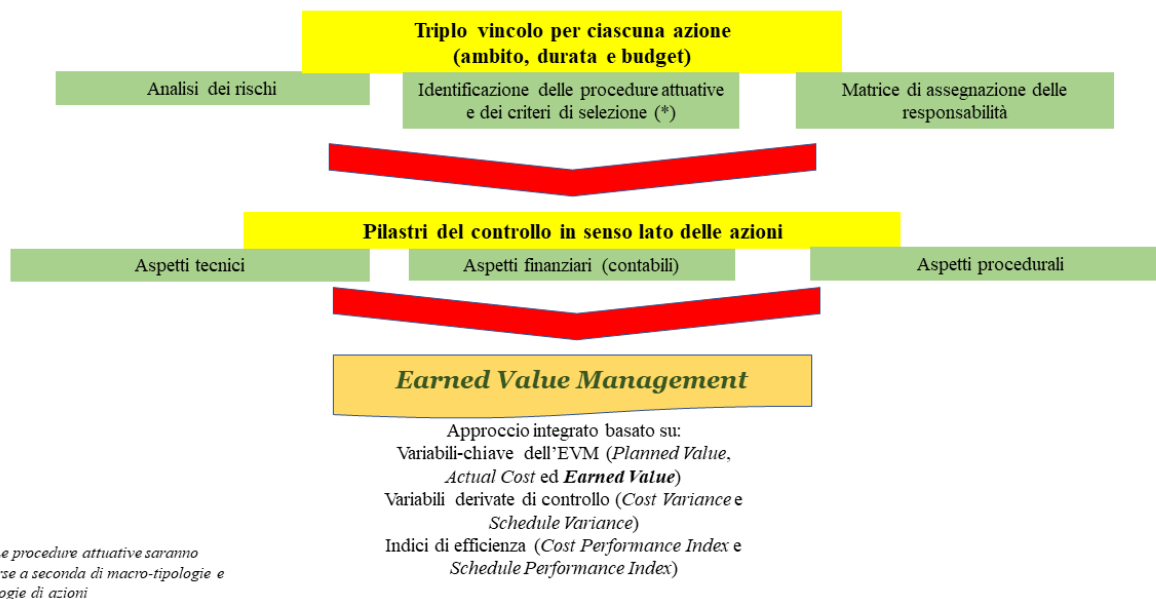 Triplo vincolo per ciascuna azione
(ambito, durata e budget)
Analisi dei rischi
Identificazione delle procedure attuative
e dei criteri di selezione (*)
Matrice di assegnazione delle
responsabilità
Pilastri del controllo in senso lato delle azioni
Aspetti tecnici
Aspetti finanziari (contabili)
Aspetti procedurali
Earned Value Management
Approccio integrato basato su:
Variabili-chiave dell'EVM (Planned Value,
Actual Cost ed Earned Value)
Variabili derivate di controllo (Cost Variance e
Schedule Variance)
Indici di efficienza (Cost Performance Index e
Schedule Performance Index)
procedure attuative saranno
a seconda di macro-tipologie e
di azioni